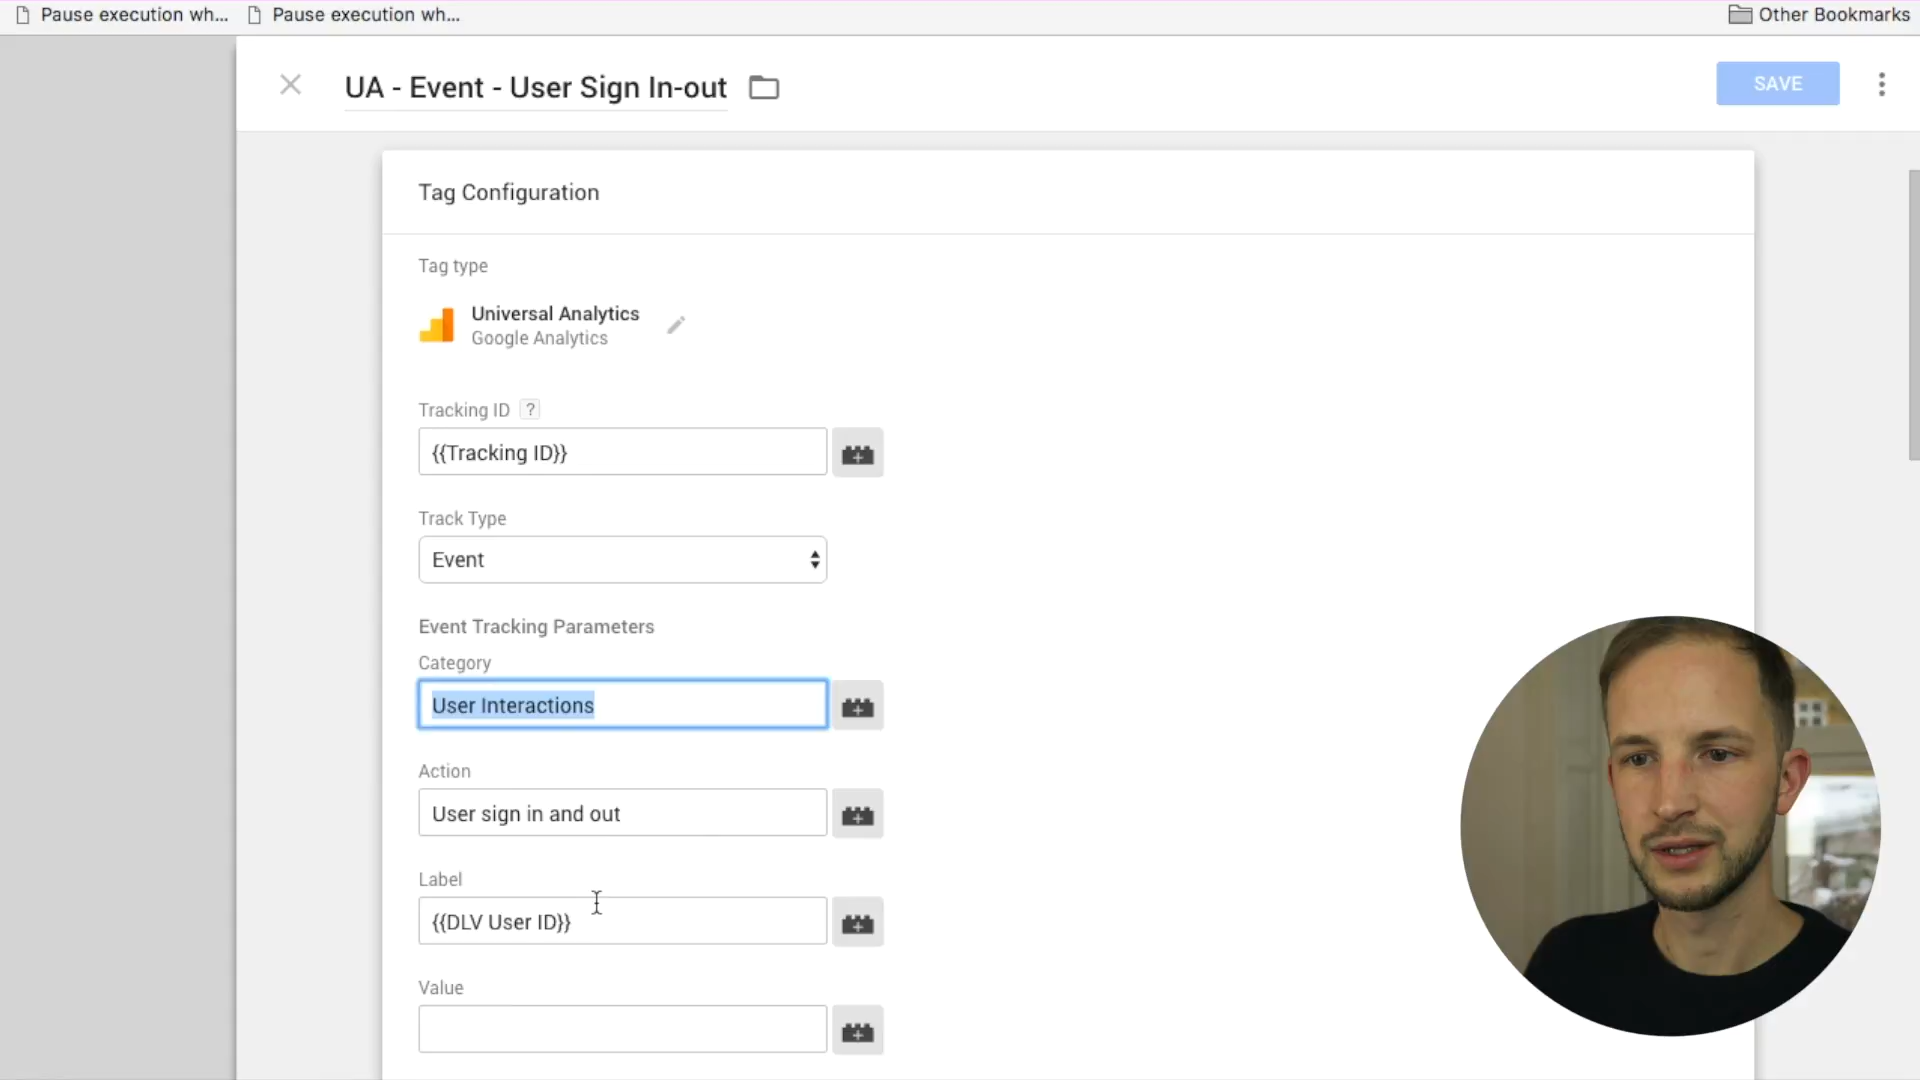 Pause execution wh...
Pause execution wh...
Other Bookmarks
UA - Event - User Sign In-out
SAVE
Tag Configuration
Tag type
Universal Analytics
Google Analytics
Tracking ID ?
{{Tracking ID}}
Track Type
Event
Event Tracking Parameters
Category
User Interactions
Action
User sign in and out
Label
{{DLV User ID}}
Value